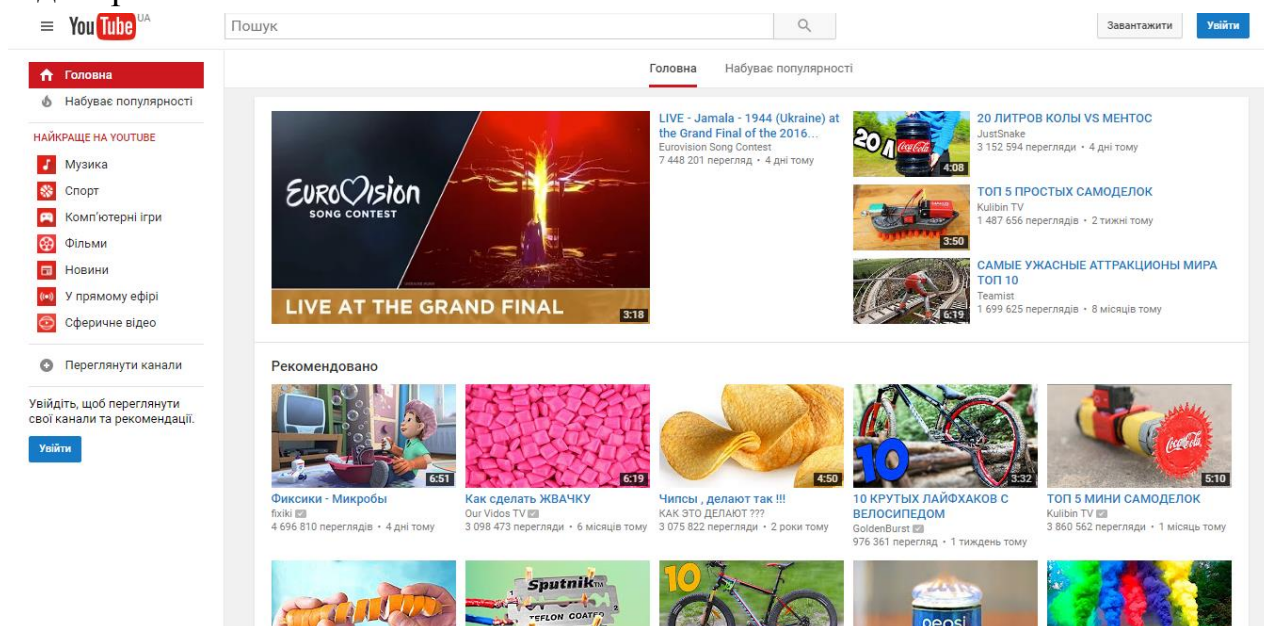 You Tube UA
Пошук
Завантажити
Увійти
Головна
Набуває популярності
НАЙКРАЩЕ НА YOUTUBE
Музика
Спорт
Комп'ютерні ігри
Фільми
Новини
У прямому ефірі
Сферичне відео
Переглянути канали
Увійдіть, щоб переглянути
свої канали та рекомендації.
Увійти
Головна
Набуває популярності
EUROVISION
SONG CONTEST
LIVE AT THE GRAND FINAL
3:18
LIVE - Jamala - 1944 (Ukraine) at
the Grand Final of the 2016...
Eurovision Song Contest
7 448 201 перегляд • 4 дні тому
20 Л
Coca-Cola
4:08
20 ЛИТРОВ КОЛЫ VS МЕНТОС
JustSnake
3 152 594 перегляди • 4 дні тому
3:50
ТОП 5 ПРОСТЫХ САМОДЕЛОК
Kulibin TV
1 487 656 переглядів • 2 тижні тому
6:19
САМЫЕ УЖАСНЫЕ АТТРАКЦИОНЫ МИРА
ТОП 10
Teamist
1 699 625 переглядів • 8 місяців тому
Рекомендовано
6:51
Фиксики - Микробы
fixiki
4 696 810 переглядів • 4 дні тому
6:19
Как сделать ЖВАЧКУ
Our Vidos TV
3 098 473 перегляди • 6 місяців тому
4:50
Чипсы , делают так !!!
КАК ЭТО ДЕЛАЮТ ???
3 075 822 перегляди • 2 роки тому
10
3:32
10 КРУТЫХ ЛАЙФХАКОВ С
ВЕЛОСИПЕДОМ
GoldenBurst
976 361 перегляд • 1 тиждень тому
Coca-Cola
5:10
ТОП 5 МИНИ САМОДЕЛОК
Kulibin TV
3 860 562 перегляди • 1 місяць тому
Sputnik
TEFLON COATED
10
pepsi